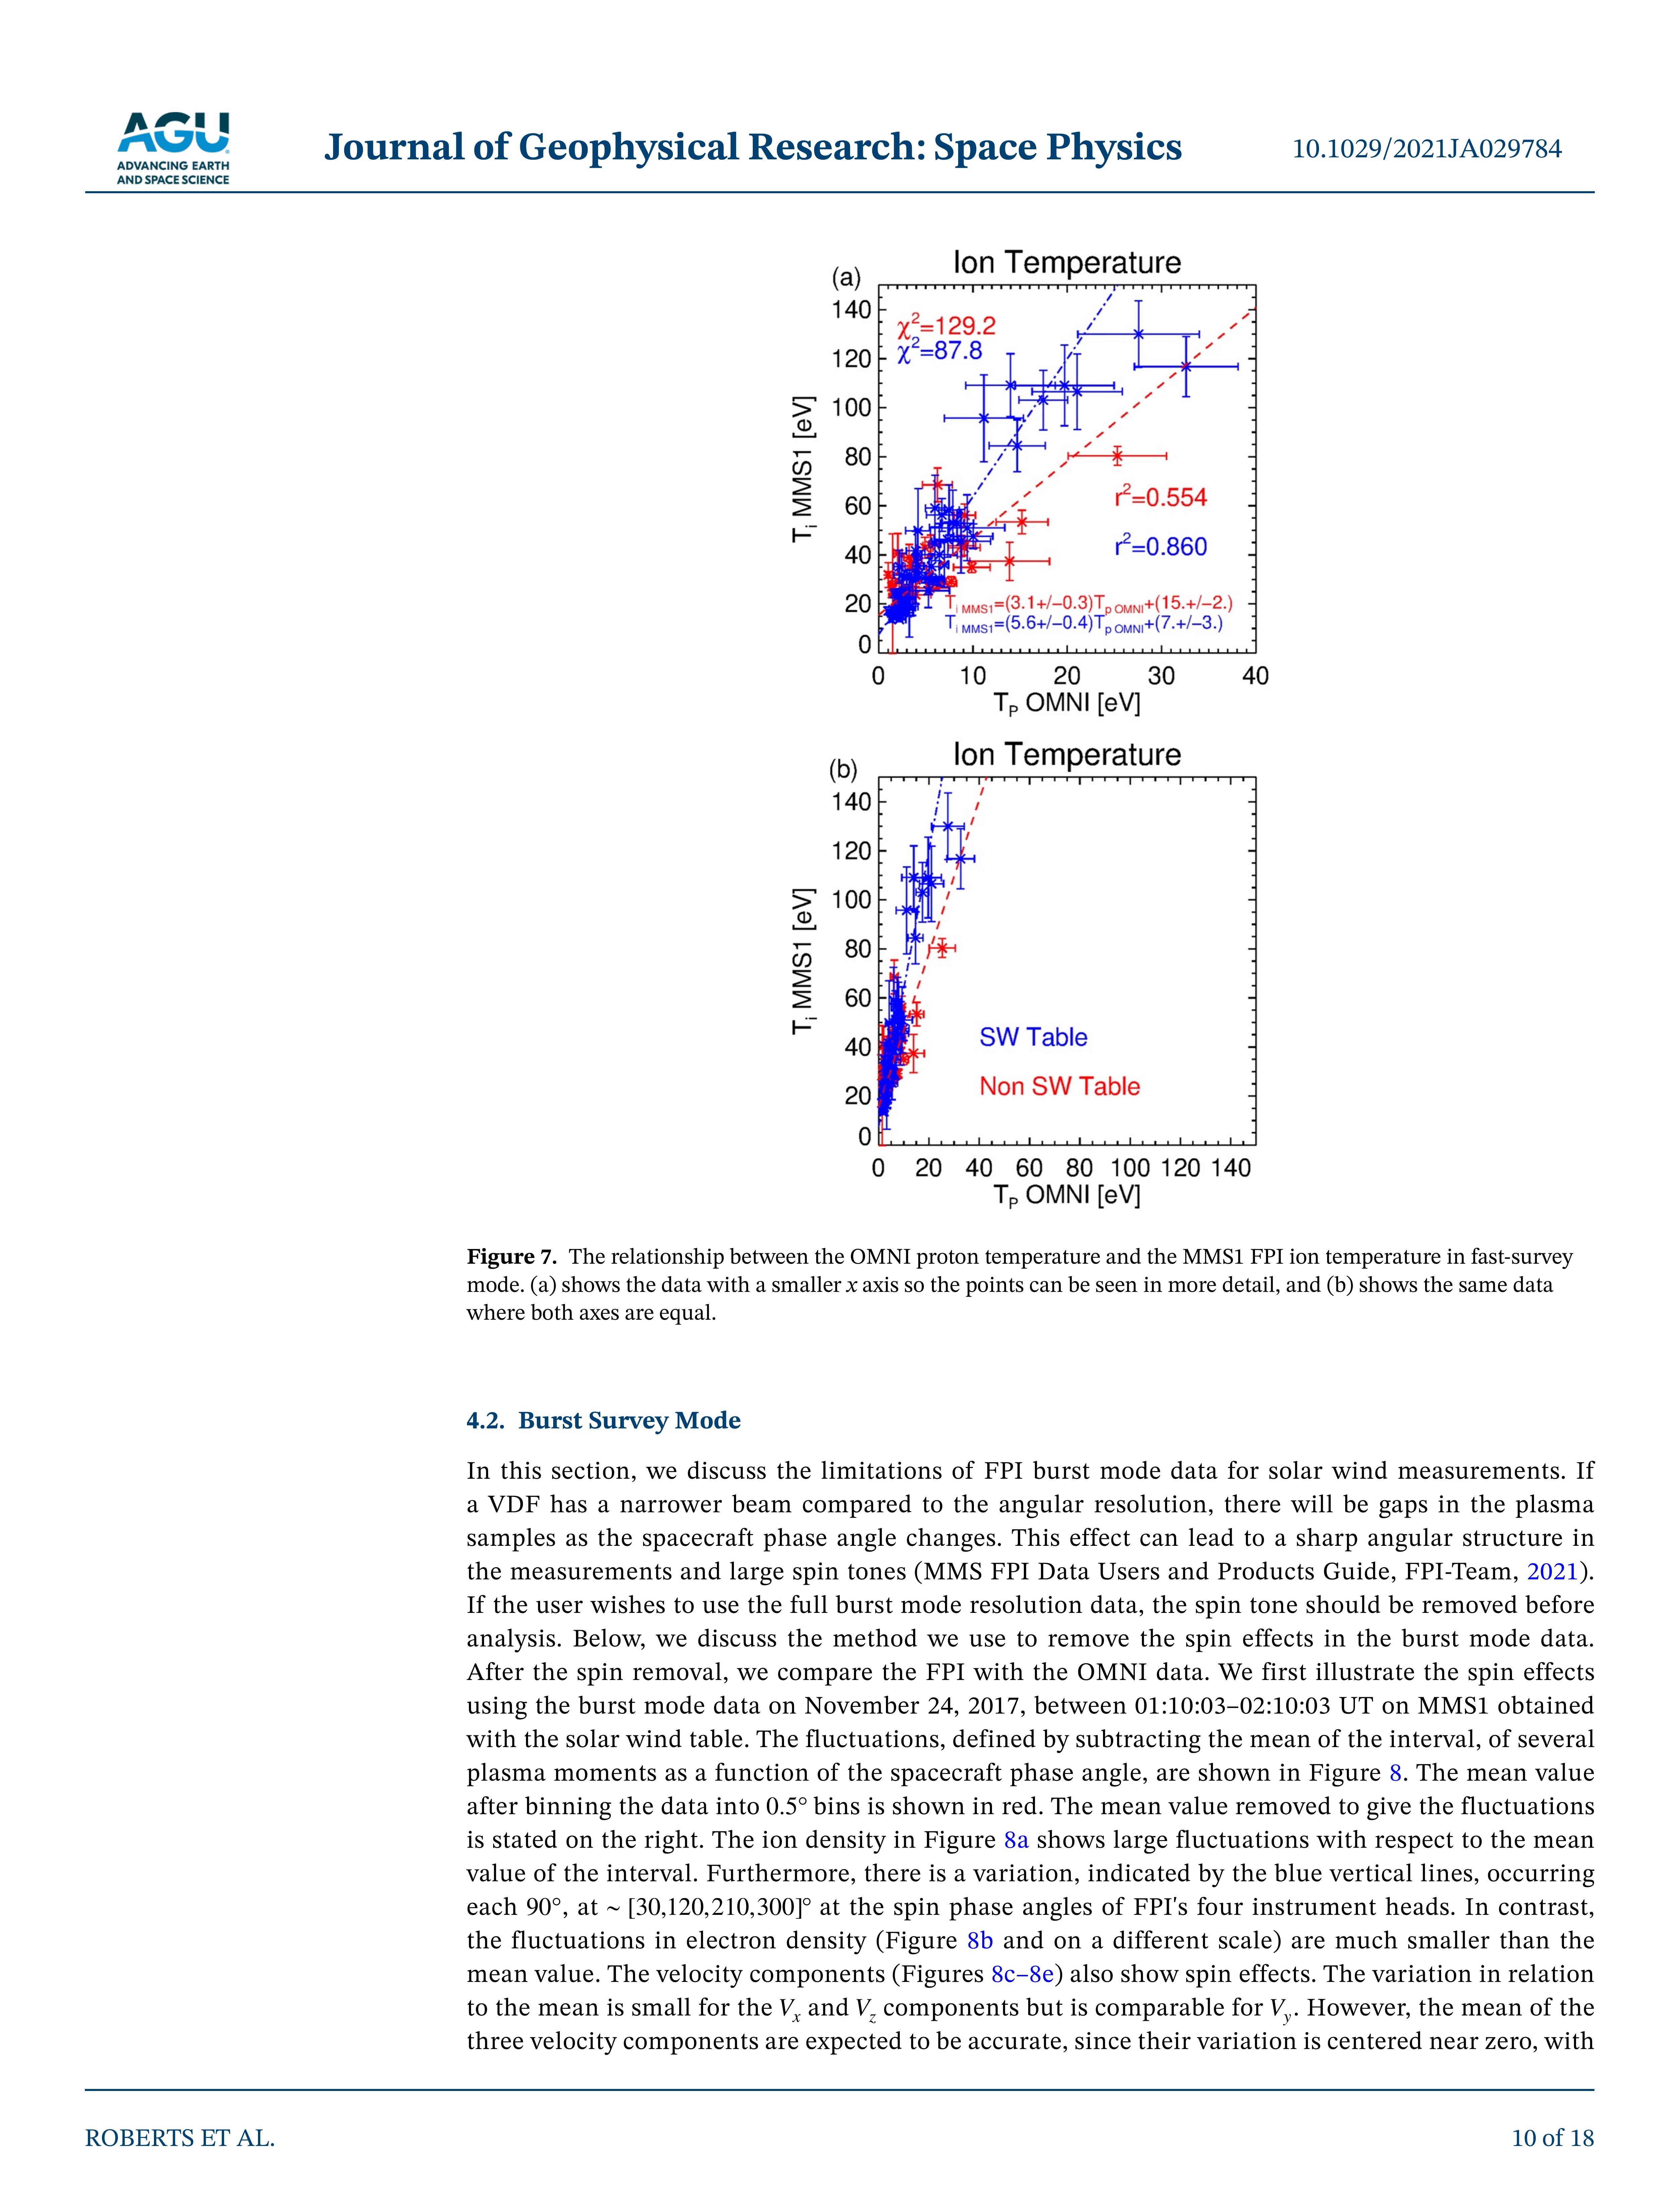 AGU
ADVANCING EARTH
AND SPACE SCIENCE
Journal of Geophysical Research: Space Physics
10.1029/2021JA029784
(a)
Ion Temperature
140
120
100
80
60
40
20
0
T_i MMS1 [eV]
χ²=129.2
χ²=87.8
r²=0.554
r²=0.860
T_i MMS1=(3.1+/−0.3)T_p OMNI+(15.+/−2.)
T_i MMS1=(5.6+/−0.4)T_p OMNI+(7.+/−3.)
0 10 20 30 40
T_P OMNI [eV]
(b)
Ion Temperature
140
120
100
80
60
40
20
0
T_i MMS1 [eV]
SW Table
Non SW Table
0 20 40 60 80 100 120 140
T_P OMNI [eV]
Figure 7. The relationship between the OMNI proton temperature and the MMS1 FPI ion temperature in fast-survey
mode. (a) shows the data with a smaller x axis so the points can be seen in more detail, and (b) shows the same data
where both axes are equal.
4.2. Burst Survey Mode
In this section, we discuss the limitations of FPI burst mode data for solar wind measurements. If
a VDF has a narrower beam compared to the angular resolution, there will be gaps in the plasma
samples as the spacecraft phase angle changes. This effect can lead to a sharp angular structure in
the measurements and large spin tones (MMS FPI Data Users and Products Guide, FPI-Team, 2021).
If the user wishes to use the full burst mode resolution data, the spin tone should be removed before
analysis. Below, we discuss the method we use to remove the spin effects in the burst mode data.
After the spin removal, we compare the FPI with the OMNI data. We first illustrate the spin effects
using the burst mode data on November 24, 2017, between 01:10:03–02:10:03 UT on MMS1 obtained
with the solar wind table. The fluctuations, defined by subtracting the mean of the interval, of several
plasma moments as a function of the spacecraft phase angle, are shown in Figure 8. The mean value
after binning the data into 0.5° bins is shown in red. The mean value removed to give the fluctuations
is stated on the right. The ion density in Figure 8a shows large fluctuations with respect to the mean
value of the interval. Furthermore, there is a variation, indicated by the blue vertical lines, occurring
each 90°, at ~ [30,120,210,300]° at the spin phase angles of FPI's four instrument heads. In contrast,
the fluctuations in electron density (Figure 8b and on a different scale) are much smaller than the
mean value. The velocity components (Figures 8c–8e) also show spin effects. The variation in relation
to the mean is small for the V_x and V_z components but is comparable for V_y. However, the mean of the
three velocity components are expected to be accurate, since their variation is centered near zero, with
ROBERTS ET AL.
10 of 18